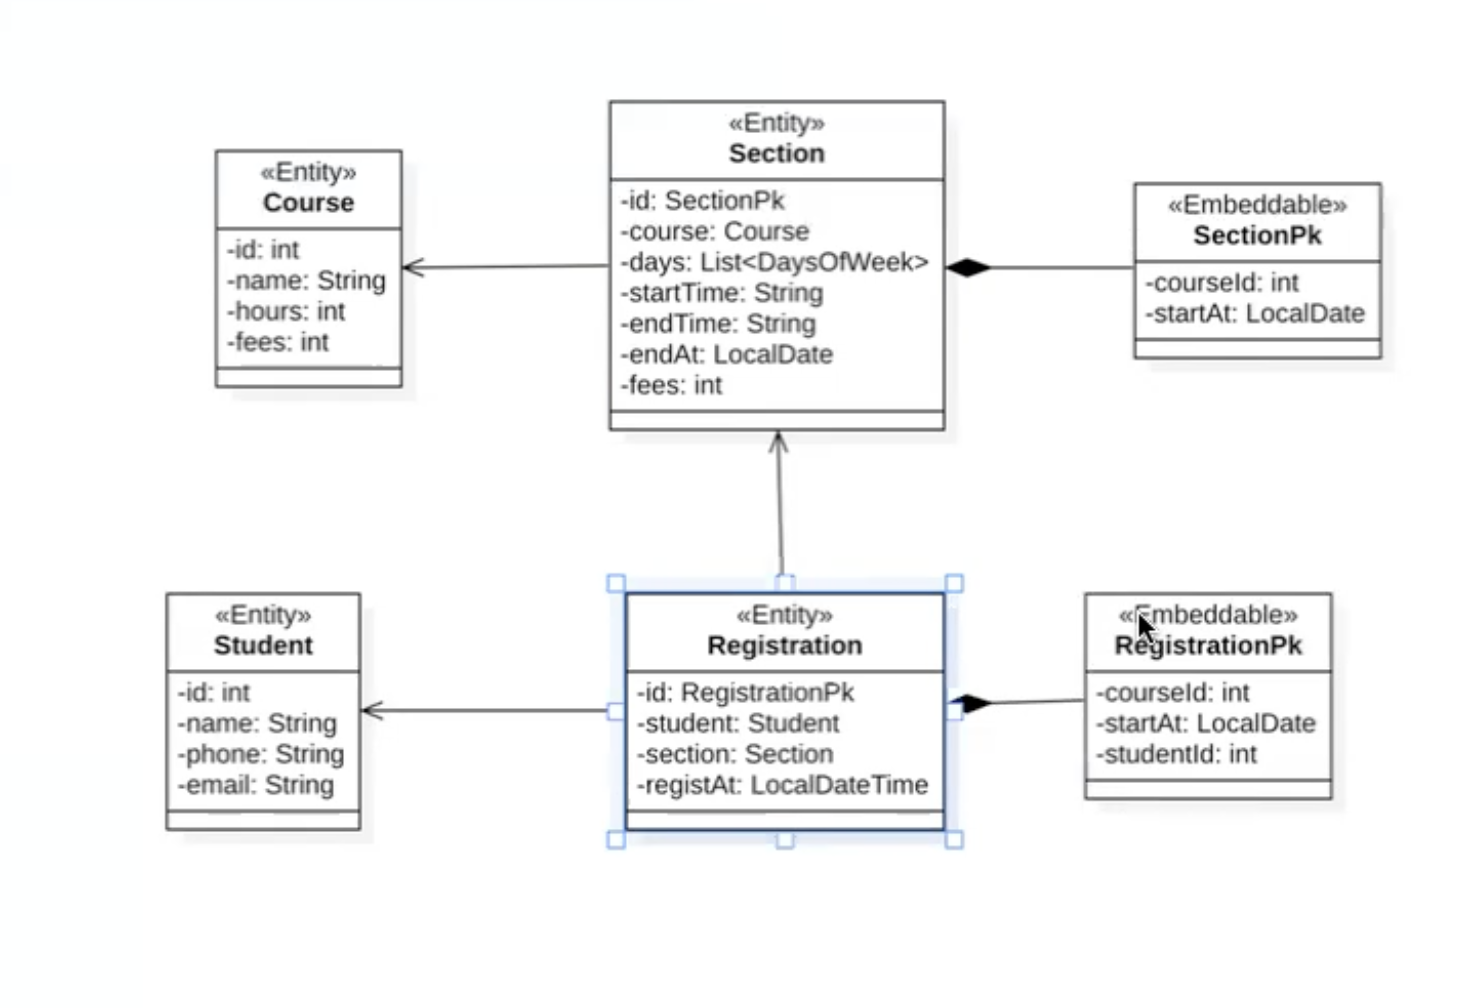 «Entity»
Course
-id: int
-name: String
-hours: int
-fees: int
«Entity»
Section
-id: SectionPk
-course: Course
-days: List<DaysOfWeek>
-startTime: String
-endTime: String
-endAt: LocalDate
-fees: int
«Embeddable»
SectionPk
-courseId: int
-startAt: LocalDate
«Entity»
Student
-id: int
-name: String
-phone: String
-email: String
«Entity»
Registration
-id: RegistrationPk
-student: Student
-section: Section
-registAt: LocalDateTime
«Embeddable»
RegistrationPk
-courseId: int
-startAt: LocalDate
-studentId: int